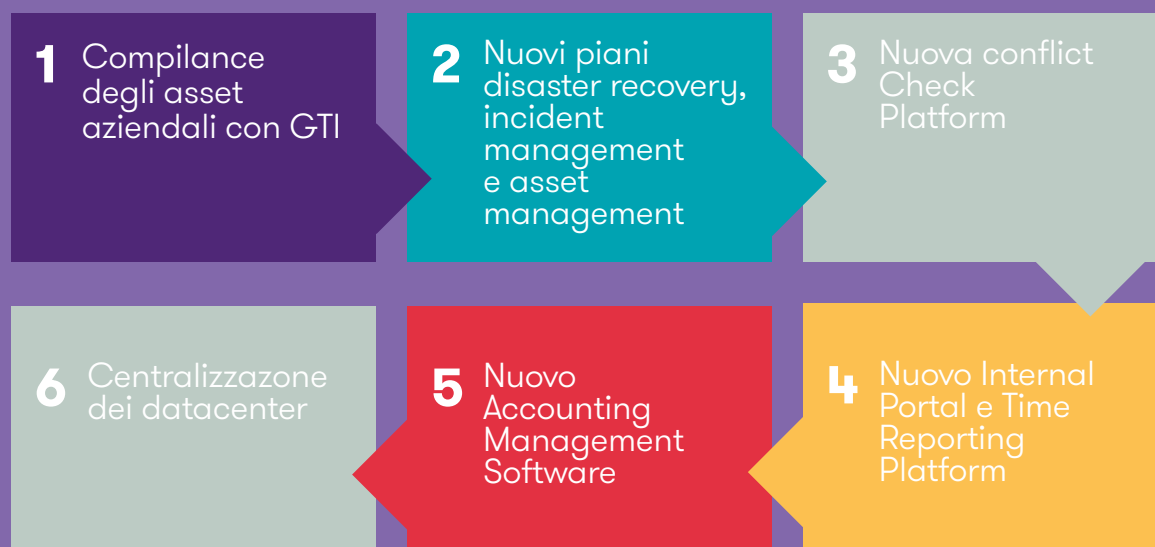 1 Compilance
degli asset
aziendali con GTI
2 Nuovi piani
disaster recovery,
incident
management
e asset
management
3 Nuova conflict
Check
Platform
4 Nuovo Internal
Portal e Time
Reporting
Platform
5 Nuovo
Accounting
Management
Software
6 Centralizzazone
dei datacenter